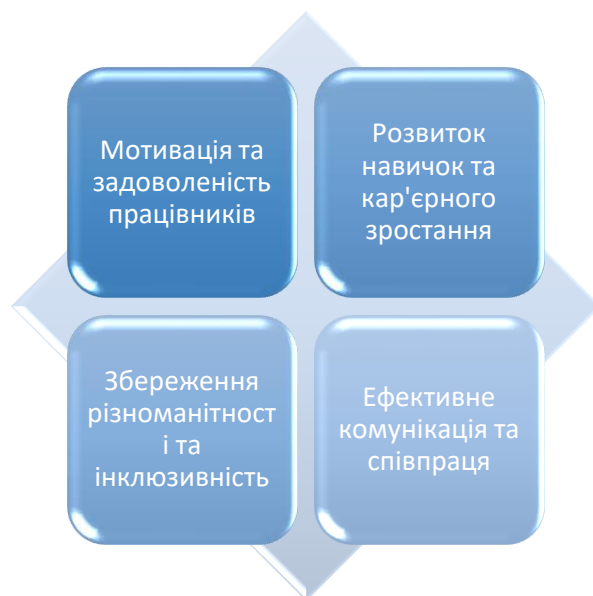 Мотивація та
задоволеність
працівників
Розвиток
навичок та
кар'єрного
зростання
Збереження
різноманітност
і та
інклюзивність
Ефективне
комунікація та
співпраця